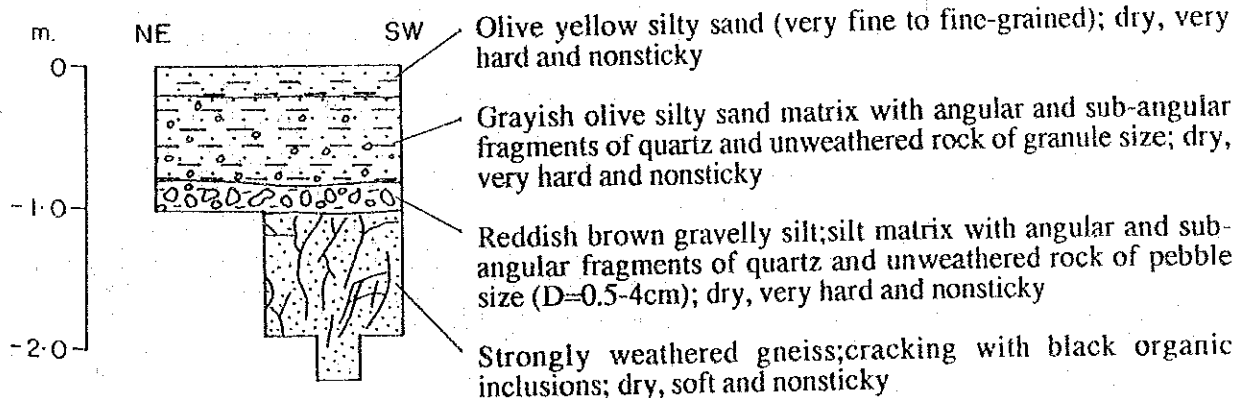 m. NE SW
0
-1.0
-2.0
Olive yellow silty sand (very fine to fine-grained); dry, very
hard and nonsticky
Grayish olive silty sand matrix with angular and sub-angular
fragments of quartz and unweathered rock of granule size; dry,
very hard and nonsticky
Reddish brown gravelly silt;silt matrix with angular and sub-
angular fragments of quartz and unweathered rock of pebble
size (D=0.5-4cm); dry, very hard and nonsticky
Strongly weathered gneiss;cracking with black organic
inclusions; dry, soft and nonsticky